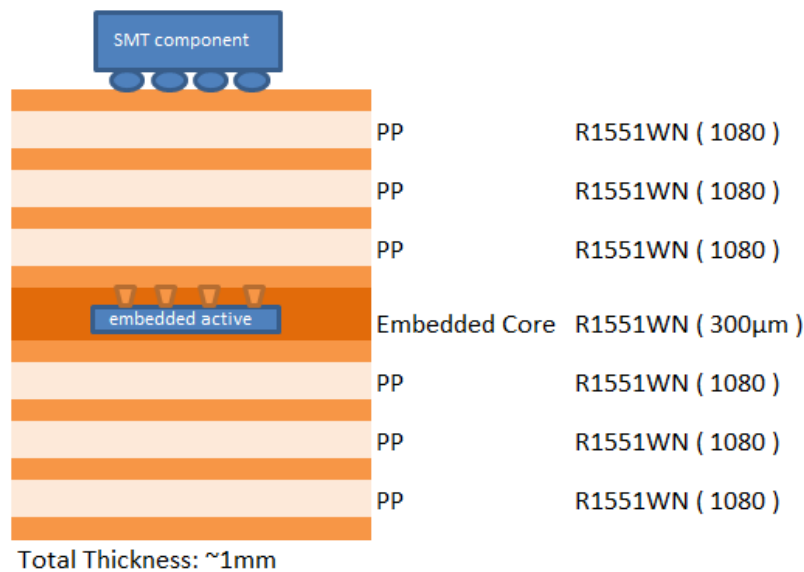 SMT component
PP R1551WN ( 1080 )
PP R1551WN ( 1080 )
PP R1551WN ( 1080 )
embedded active
Embedded Core R1551WN ( 300µm )
PP R1551WN ( 1080 )
PP R1551WN ( 1080 )
PP R1551WN ( 1080 )
Total Thickness: ~1mm